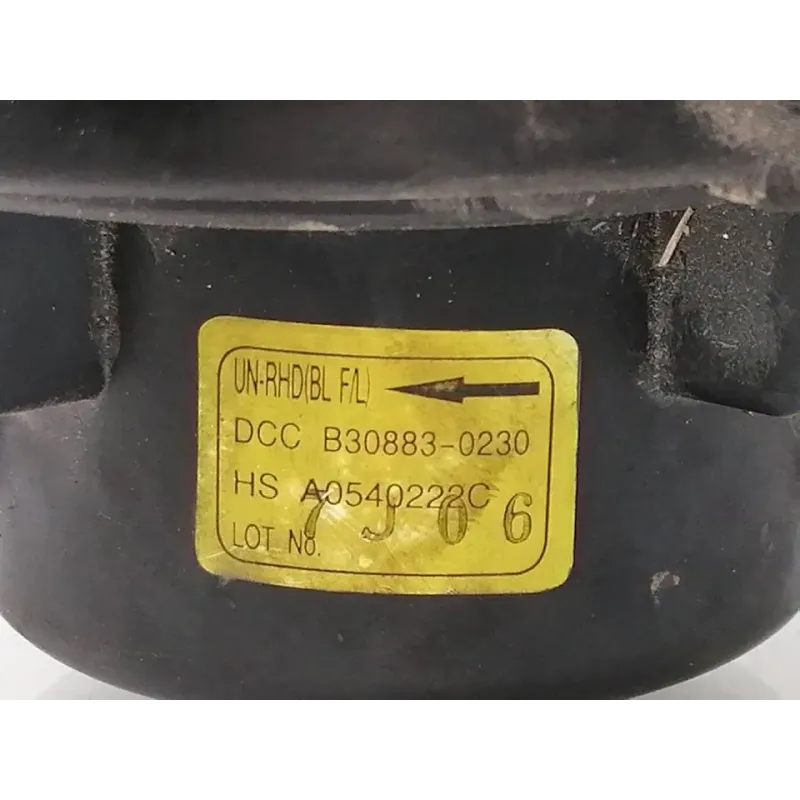 UN-RHD(BL F/L)
DCC B30883-0230
HS A0540222C
LOT No. 7J06